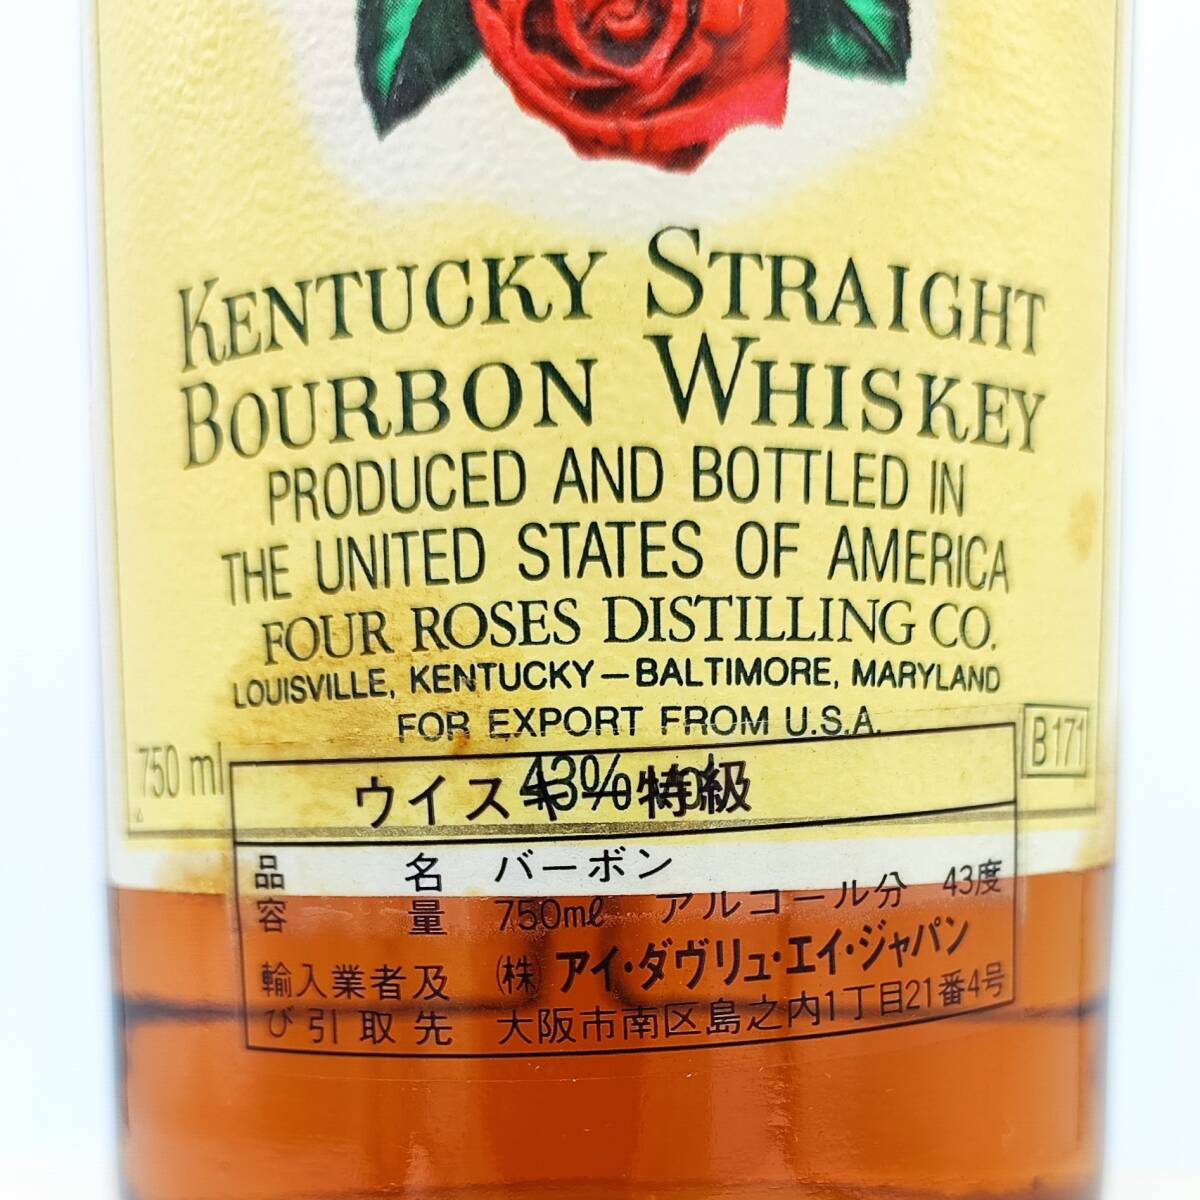 KENTUCKY STRAIGHT
BOURBON WHISKEY
PRODUCED AND BOTTLED IN
THE UNITED STATES OF AMERICA
FOUR ROSES DISTILLING CO.
LOUISVILLE, KENTUCKY—BALTIMORE, MARYLAND
FOR EXPORT FROM U.S.A.
750 ml
43%
B171
ウイスキー特級
品名 バーボン
容量 750mℓ アルコール分 43度
輸入業者及び引取先 (株)アイ・ダヴリュ・エイ・ジャパン
大阪市南区島之内1丁目21番4号